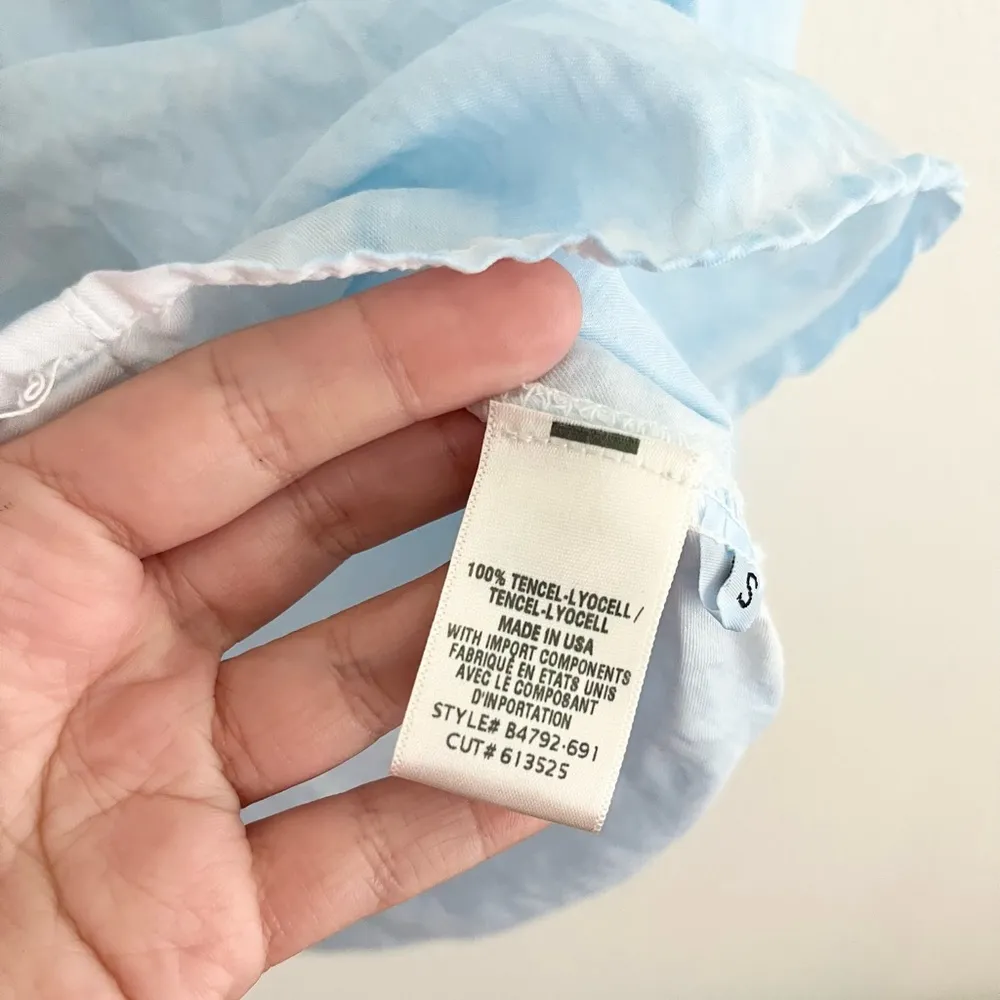 100% TENCEL-LYOCELL /
TENCEL-LYOCELL
MADE IN USA
WITH IMPORT COMPONENTS
FABRIQUÉ EN ETATS UNIS
AVEC LE COMPOSANT
D'INPORTATION
STYLE# B4792-691
CUT# 613525
S